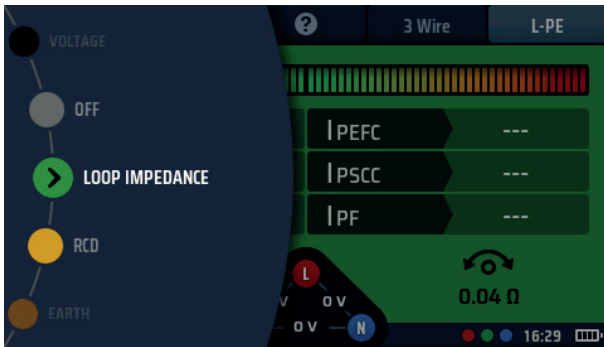 VOLTAGE
OFF
LOOP IMPEDANCE
RCD
EARTH
? 3 Wire L-PE
IPEFC ---
IPSCC ---
IPF ---
L
V 0 V
0 V N
0.04 Ω
16:29